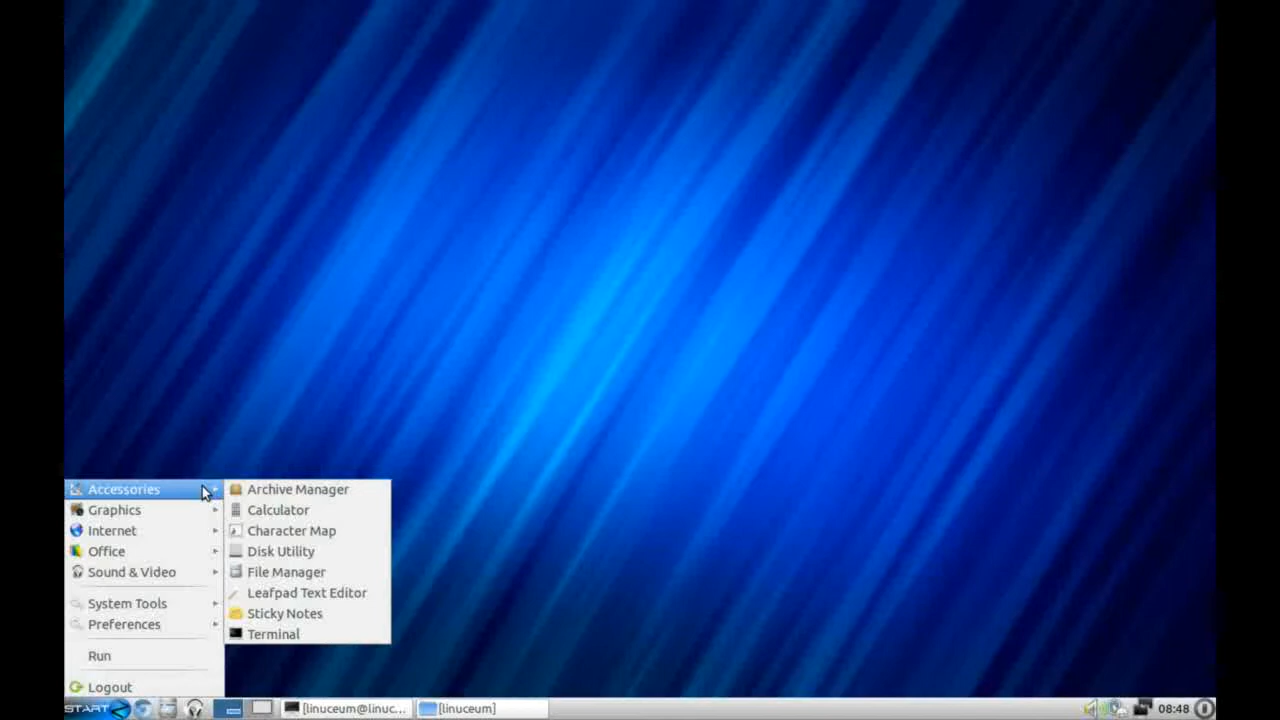 Accessories
Graphics
Internet
Office
Sound & Video
System Tools
Preferences
Run
Logout
Archive Manager
Calculator
Character Map
Disk Utility
File Manager
Leafpad Text Editor
Sticky Notes
Terminal
START [linuceum@linuc... [linuceum] 08:48